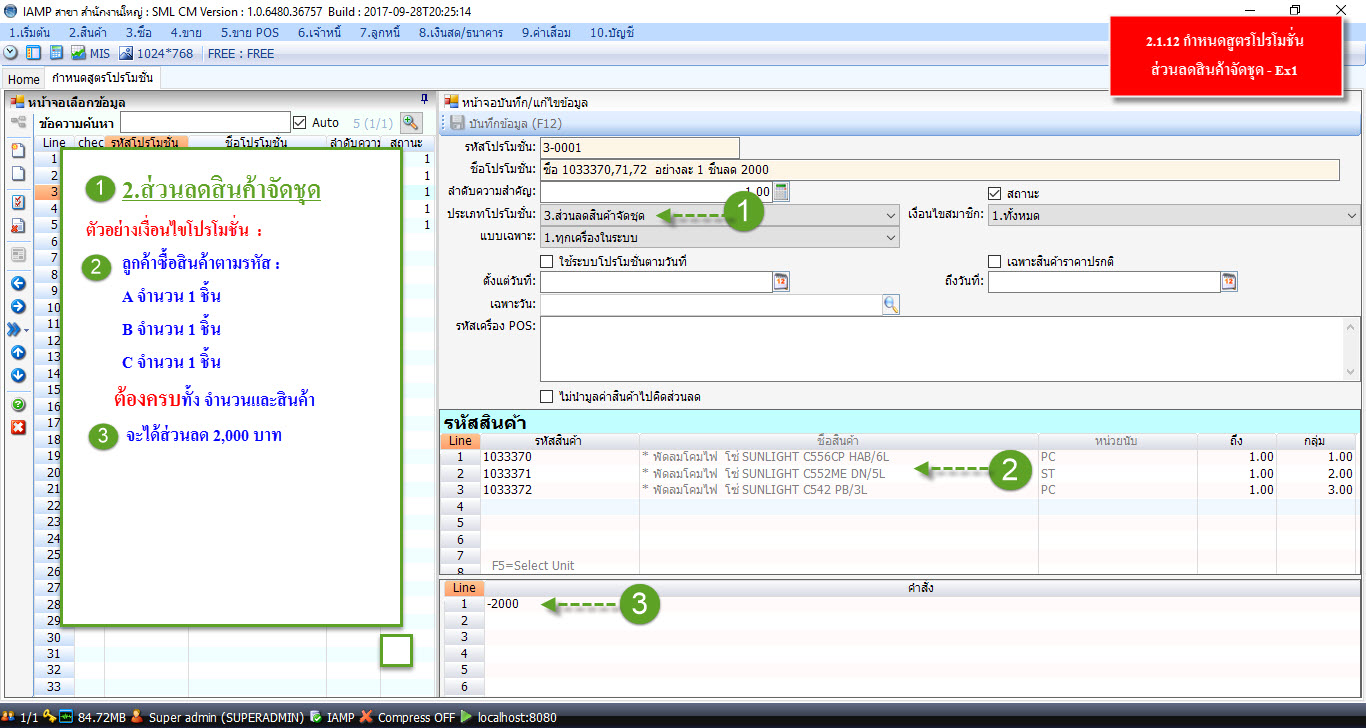 IAMP สาขา สำนักงานใหญ่ : SML CM Version : 1.0.6480.36757 Build : 2017-09-28T20:25:14
1.เริ่มต้น 2.สินค้า 3.ซื้อ 4.ขาย 5.ขาย POS 6.เจ้าหนี้ 7.ลูกหนี้ 8.เงินสด/ธนาคาร 9.ค่าเสื่อม 10.บัญชี
MIS 1024*768 FREE : FREE
2.1.12 กำหนดสูตรโปรโมชั่น
ส่วนลดสินค้าจัดชุด - Ex1
Home กำหนดสูตรโปรโมชั่น
หน้าจอเลือกข้อมูล
ข้อความค้นหา Auto 5 (1/1)
Line chec รหัสโปรโมชั่น ชื่อโปรโมชั่น ลำดับความ สถานะ
1 1
2 1
3 1
4 1
5 1
6
7
8
9
10
11
12
13
14
15
16
17
18
19
20
21
22
23
24
25
26
27
28
29
30
31
32
33
1 2.ส่วนลดสินค้าจัดชุด
ตัวอย่างเงื่อนไขโปรโมชั่น :
2 ลูกค้าซื้อสินค้าตามรหัส :
A จำนวน 1 ชิ้น
B จำนวน 1 ชิ้น
C จำนวน 1 ชิ้น
ต้องครบทั้ง จำนวนและสินค้า
3 จะได้ส่วนลด 2,000 บาท
หน้าจอบันทึก/แก้ไขข้อมูล
บันทึกข้อมูล (F12)
รหัสโปรโมชั่น: 3-0001
ชื่อโปรโมชั่น: ซื้อ 1033370,71,72 อย่างละ 1 ชิ้นลด 2000
ลำดับความสำคัญ: 1.00 สถานะ
ประเภทโปรโมชั่น: 3.ส่วนลดสินค้าจัดชุด 1 เงื่อนไขสมาชิก: 1.ทั้งหมด
แบบเฉพาะ: 1.ทุกเครื่องในระบบ
ใช้ระบบโปรโมชั่นตามวันที่ เฉพาะสินค้าราคาปรกติ
ตั้งแต่วันที่: 12 ถึงวันที่: 12
เฉพาะวัน:
รหัสเครื่อง POS:
ไม่นำมูลค่าสินค้าไปคิดส่วนลด
รหัสสินค้า
Line รหัสสินค้า ชื่อสินค้า หน่วยนับ ถึง กลุ่ม
1 1033370 * พัดลมโคมไฟ โซ่ SUNLIGHT C556CP HAB/6L PC 1.00 1.00
2 1033371 * พัดลมโคมไฟ โซ่ SUNLIGHT C552ME DN/5L ST 1.00 2.00
3 1033372 * พัดลมโคมไฟ โซ่ SUNLIGHT C542 PB/3L PC 1.00 3.00
2
4
5
6
7
8
F5=Select Unit
Line คำสั่ง
1 -2000 3
2
3
4
5
6
1/1 84.72MB Super admin (SUPERADMIN) IAMP Compress OFF localhost:8080